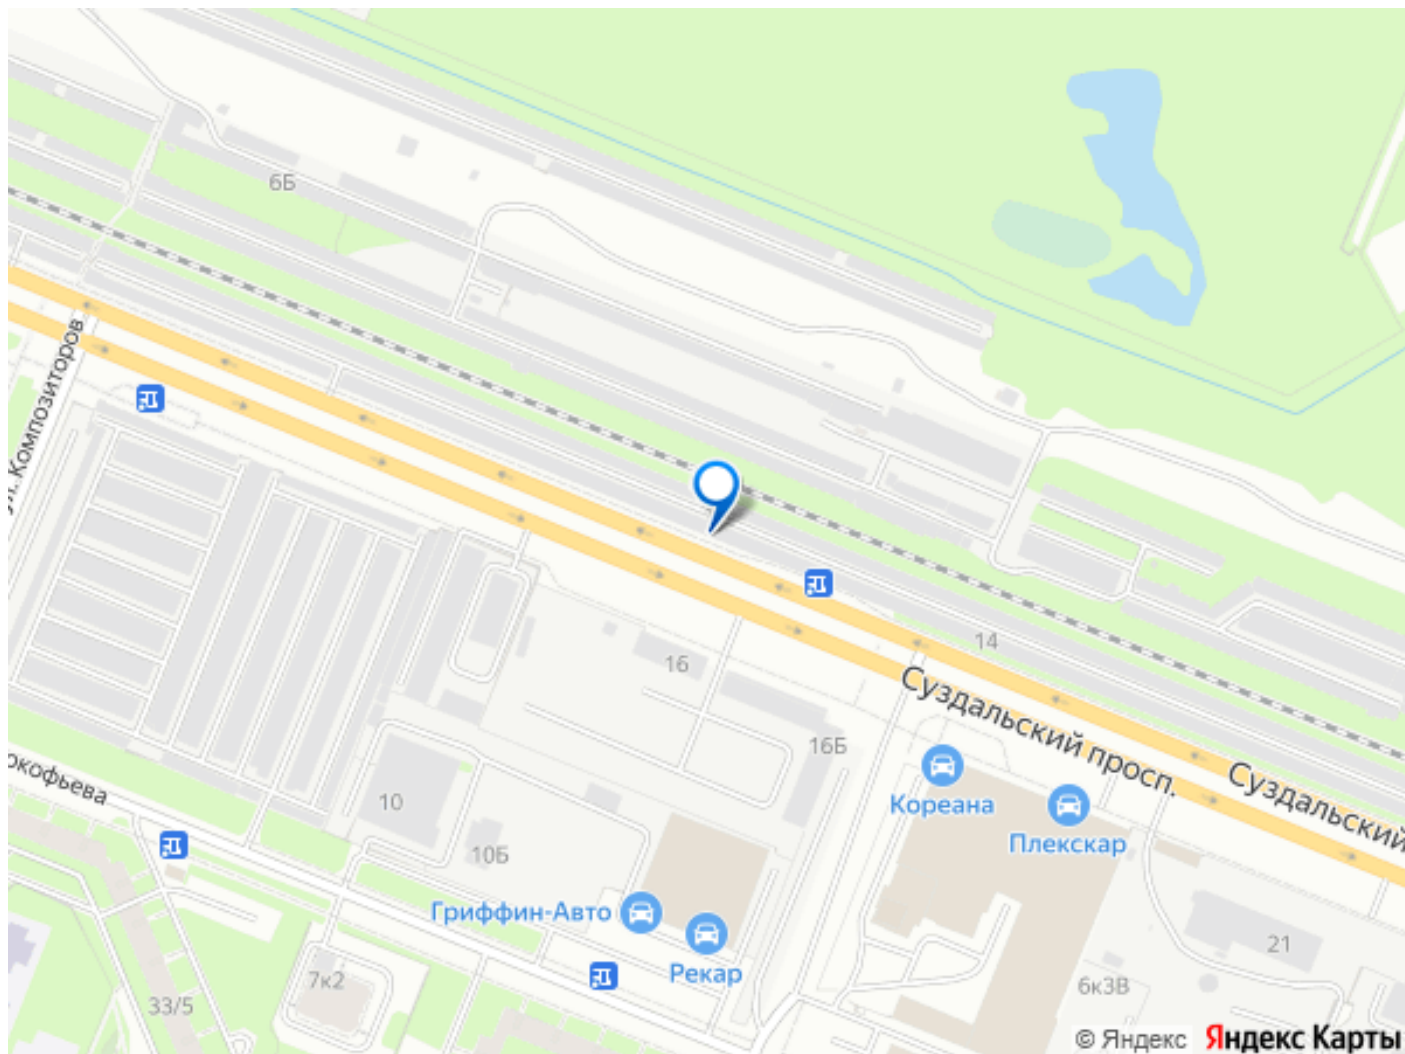 6Б
ул. Композиторов
14
16
Суздальский просп.
16Б
Суздальский
Кореана
Плекскар
10
10Б
окофьева
Гриффин-Авто
Рекар
21
7к2
6к3В
33/5
© Яндекс Яндекс Карты